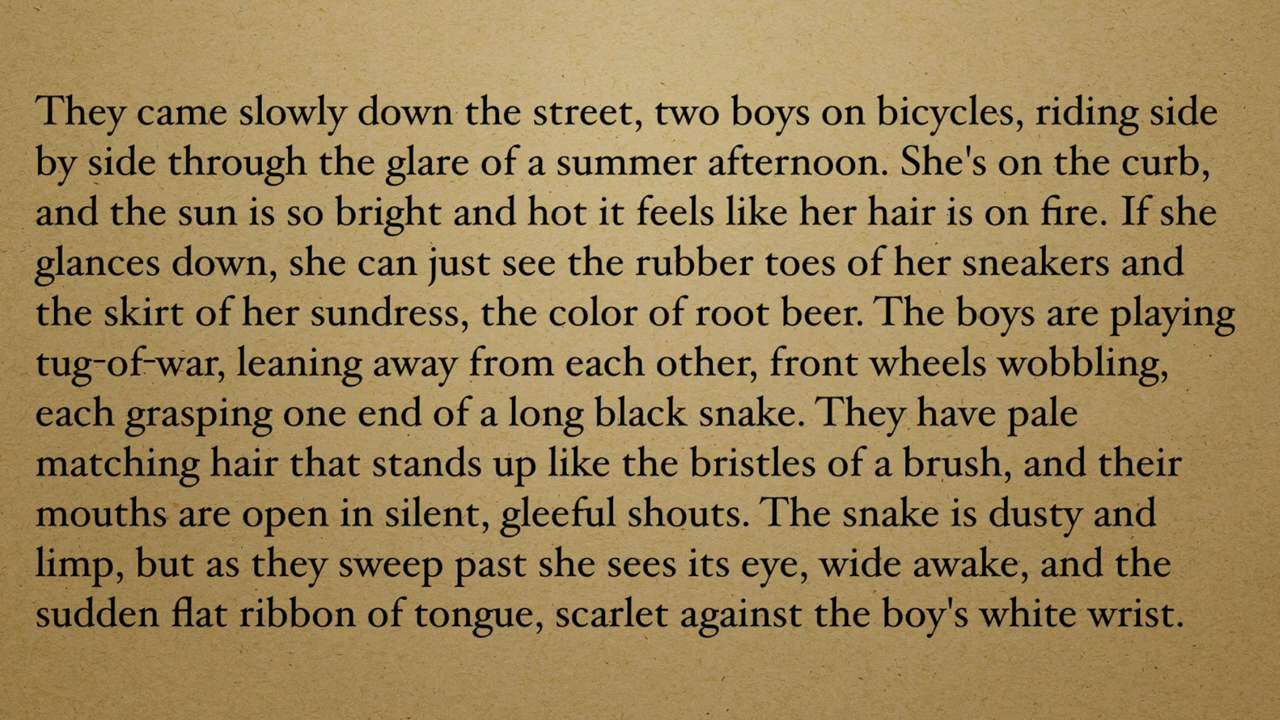 They came slowly down the street, two boys on bicycles, riding side
by side through the glare of a summer afternoon. She's on the curb,
and the sun is so bright and hot it feels like her hair is on fire. If she
glances down, she can just see the rubber toes of her sneakers and
the skirt of her sundress, the color of root beer. The boys are playing
tug-of-war, leaning away from each other, front wheels wobbling,
each grasping one end of a long black snake. They have pale
matching hair that stands up like the bristles of a brush, and their
mouths are open in silent, gleeful shouts. The snake is dusty and
limp, but as they sweep past she sees its eye, wide awake, and the
sudden flat ribbon of tongue, scarlet against the boy's white wrist.